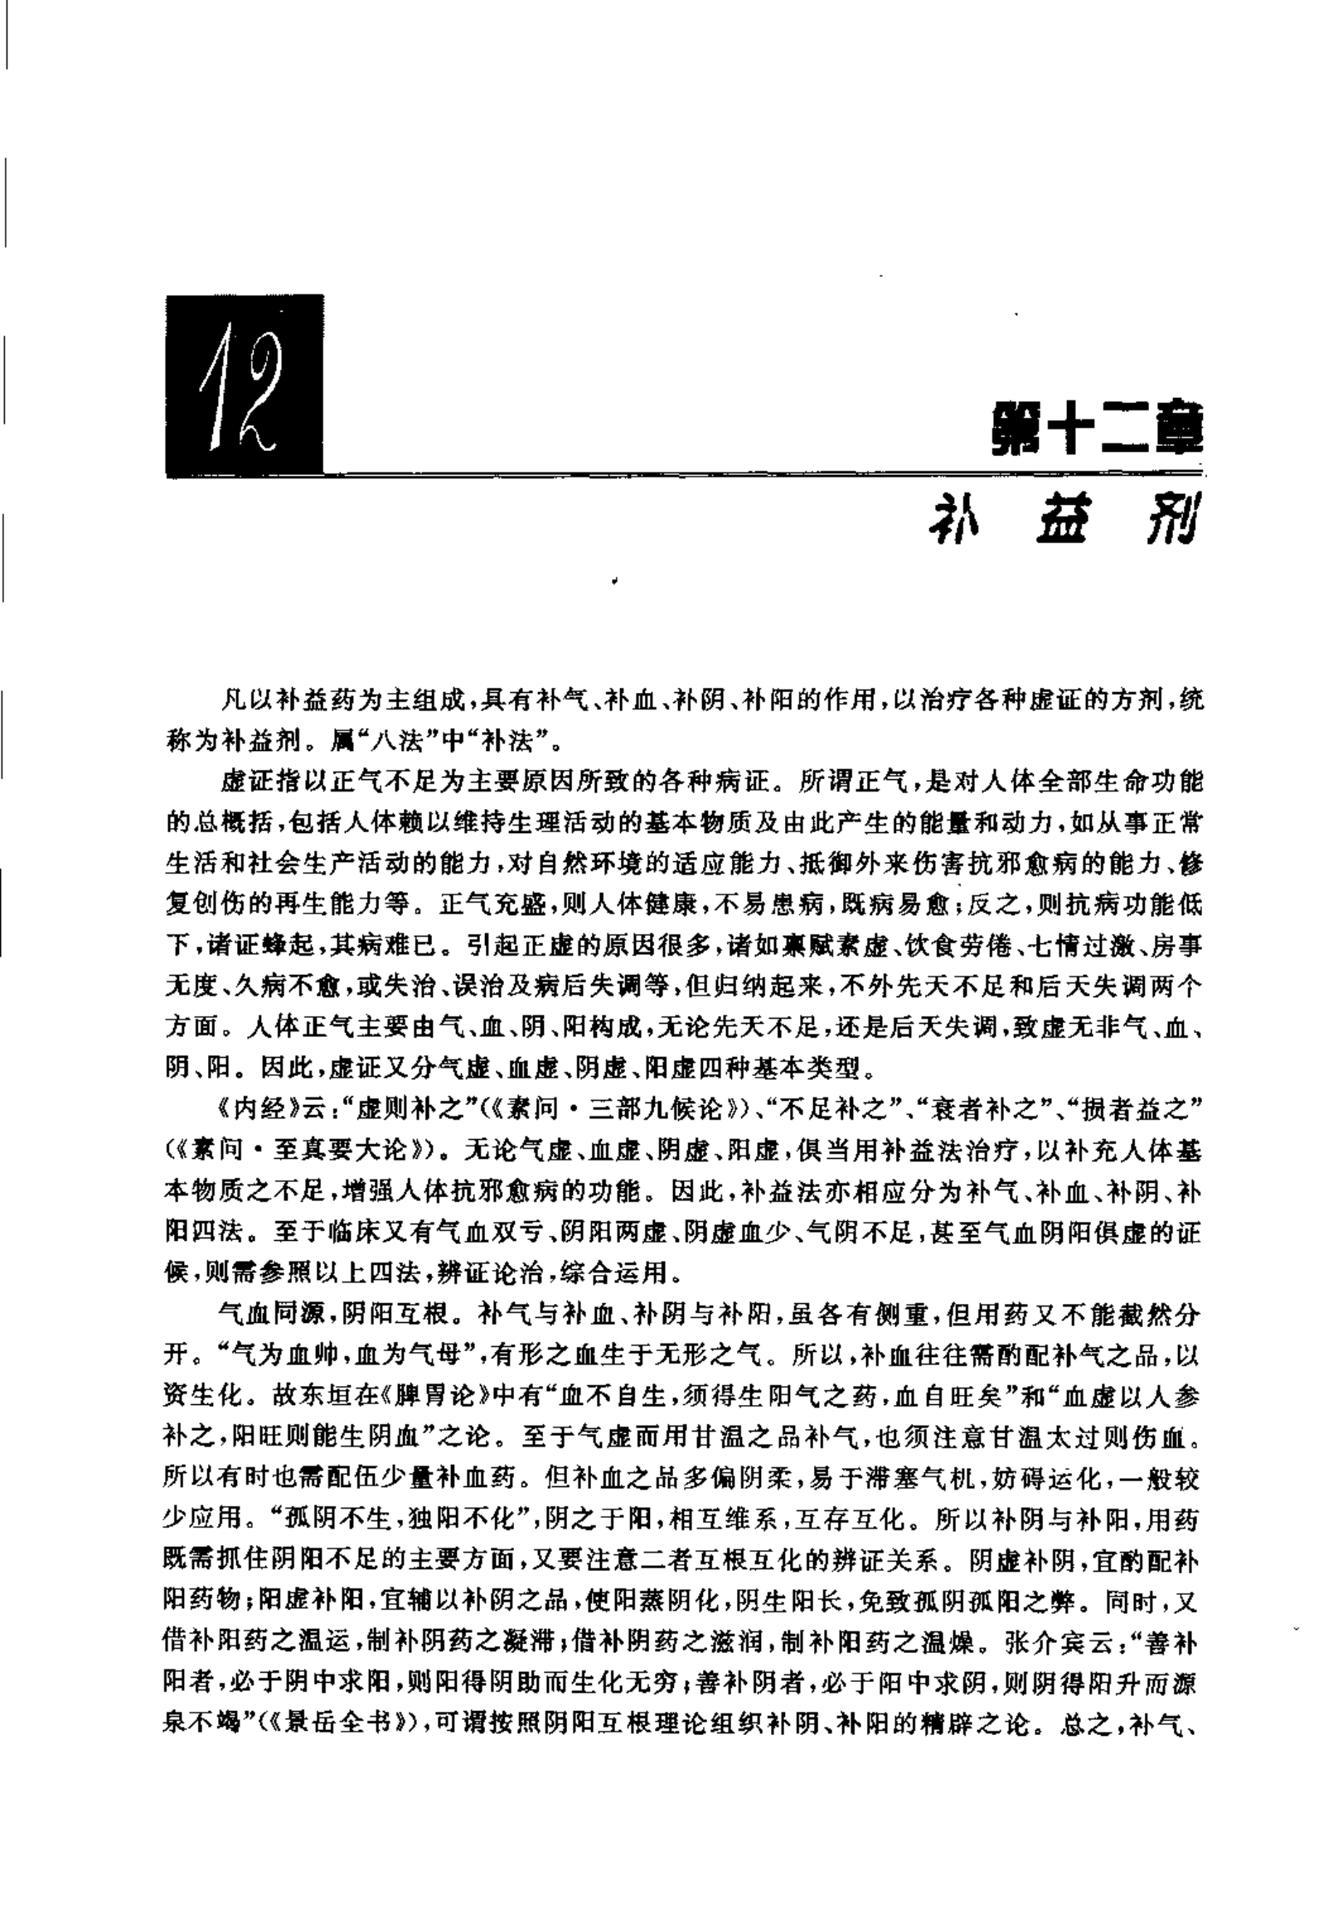 12
第十二章
补益剂
凡以补益药为主组成,具有补气、补血、补阴、补阳的作用,以治疗各种虚证的方剂,统
称为补益剂。属“八法”中“补法”。
虚证指以正气不足为主要原因所致的各种病证。所谓正气,是对人体全部生命功能
的总概括,包括人体赖以维持生理活动的基本物质及由此产生的能量和动力,如从事正常
生活和社会生产活动的能力,对自然环境的适应能力、抵御外来伤害抗邪愈病的能力、修
复创伤的再生能力等。正气充盛,则人体健康,不易患病,既病易愈;反之,则抗病功能低
下,诸证蜂起,其病难已。引起正虚的原因很多,诸如禀赋素虚、饮食劳倦、七情过激、房事
无度、久病不愈,或失治、误治及病后失调等,但归纳起来,不外先天不足和后天失调两个
方面。人体正气主要由气、血、阴、阳构成,无论先天不足,还是后天失调,致虚无非气、血、
阴、阳。因此,虚证又分气虚、血虚、阴虚、阳虚四种基本类型。
《内经》云:“虚则补之”(《素问·三部九候论》)、“不足补之”、“衰者补之”、“损者益之”
(《素问·至真要大论》)。无论气虚、血虚、阴虚、阳虚,俱当用补益法治疗,以补充人体基
本物质之不足,增强人体抗邪愈病的功能。因此,补益法亦相应分为补气、补血、补阴、补
阳四法。至于临床又有气血双亏、阴阳两虚、阴虚血少、气阴不足,甚至气血阴阳俱虚的证
候,则需参照以上四法,辨证论治,综合运用。
气血同源,阴阳互根。补气与补血、补阴与补阳,虽各有侧重,但用药又不能截然分
开。“气为血帅,血为气母”,有形之血生于无形之气。所以,补血往往需酌配补气之品,以
资生化。故东垣在《脾胃论》中有“血不自生,须得生阳气之药,血自旺矣”和“血虚以人参
补之,阳旺则能生阴血”之论。至于气虚而用甘温之品补气,也须注意甘温太过则伤血。
所以有时也需配伍少量补血药。但补血之品多偏阴柔,易于滞塞气机,妨碍运化,一般较
少应用。“孤阴不生,独阳不化”,阴之于阳,相互维系,互存互化。所以补阴与补阳,用药
既需抓住阴阳不足的主要方面,又要注意二者互根互化的辨证关系。阴虚补阴,宜酌配补
阳药物;阳虚补阳,宜辅以补阴之品,使阳蒸阴化,阴生阳长,免致孤阴孤阳之弊。同时,又
借补阳药之温运,制补阴药之凝滞;借补阴药之滋润,制补阳药之温燥。张介宾云:“善补
阳者,必于阴中求阳,则阳得阴助而生化无穷;善补阴者,必于阳中求阴,则阴得阳升而源
泉不竭”(《景岳全书》),可谓按照阴阳互根理论组织补阴、补阳的精辟之论。总之,补气、